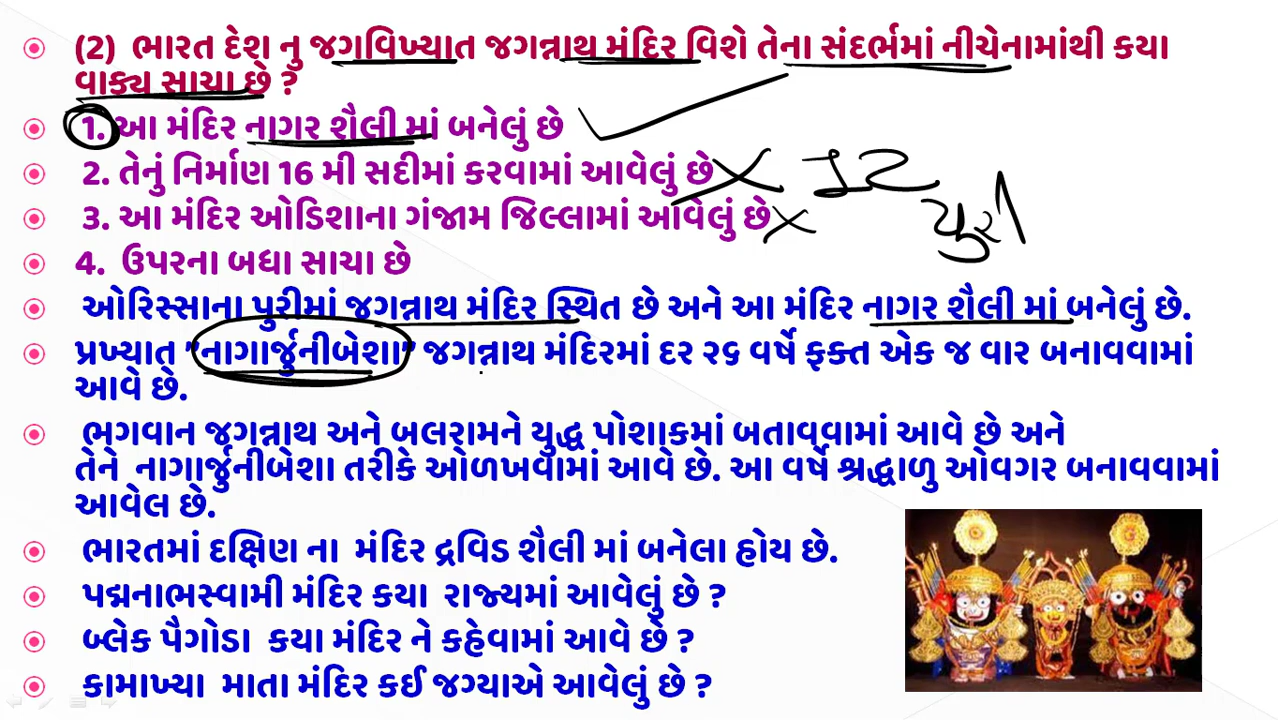 (2) ભારત દેશ નુ જગવિખ્યાત જગન્નાથ મંદિર વિશે તેના સંદર્ભમાં નીચેનામાંથી કયા
વાક્ય સાચા છે ?
1. આ મંદિર નાગર શૈલી માં બનેલું છે
2. તેનું નિર્માણ 16 મી સદીમાં કરવામાં આવેલું છે 12
3. આ મંદિર ઓડિશાના ગંજામ જિલ્લામાં આવેલું છે પુરી
4. ઉપરના બધા સાચા છે
ઓરિસ્સાના પુરીમાં જગન્નાથ મંદિર સ્થિત છે અને આ મંદિર નાગર શૈલી માં બનેલું છે.
પ્રખ્યાત "નાગાર્જુનીબેશા" જગન્નાથ મંદિરમાં દર ૨૬ વર્ષે ફક્ત એક જ વાર બનાવવામાં
આવે છે.
ભગવાન જગન્નાથ અને બલરામને યુદ્ધ પોશાકમાં બતાવવામાં આવે છે અને
તેને નાગાર્જુનીબેશા તરીકે ઓળખવામાં આવે છે. આ વર્ષે શ્રદ્ધાળુ ઓવગર બનાવવામાં
આવેલ છે.
ભારતમાં દક્ષિણ ના મંદિર દ્રવિડ શૈલી માં બનેલા હોય છે.
પદ્મનાભસ્વામી મંદિર કયા રાજ્યમાં આવેલું છે ?
બ્લેક પૈગોડા કયા મંદિર ને કહેવામાં આવે છે ?
કામાખ્યા માતા મંદિર કઈ જગ્યાએ આવેલું છે ?